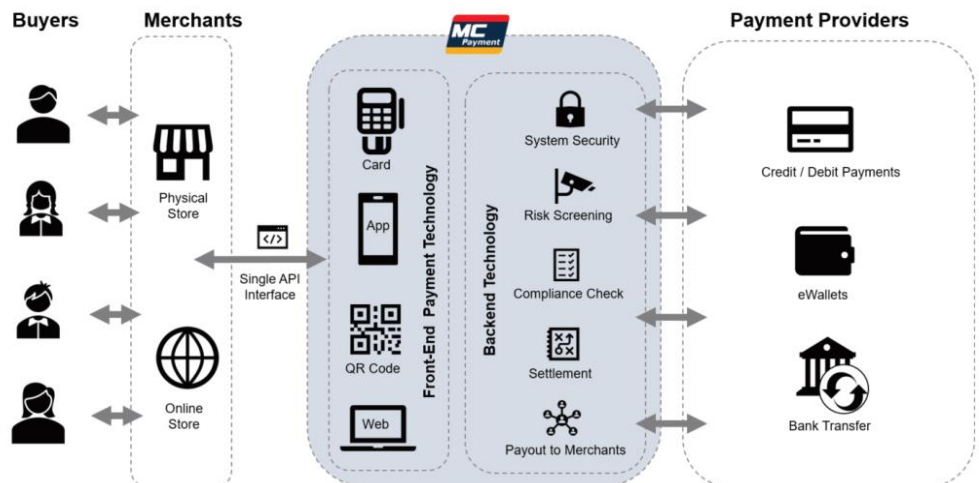 Buyers
Merchants
Payment Providers
MC
Payment
Physical
Store
Online
Store
</>
Single API
Interface
Card
App
QR Code
Web
Front-End Payment Technology
Backend Technology
System Security
Risk Screening
Compliance Check
Settlement
Payout to Merchants
Credit / Debit Payments
eWallets
Bank Transfer